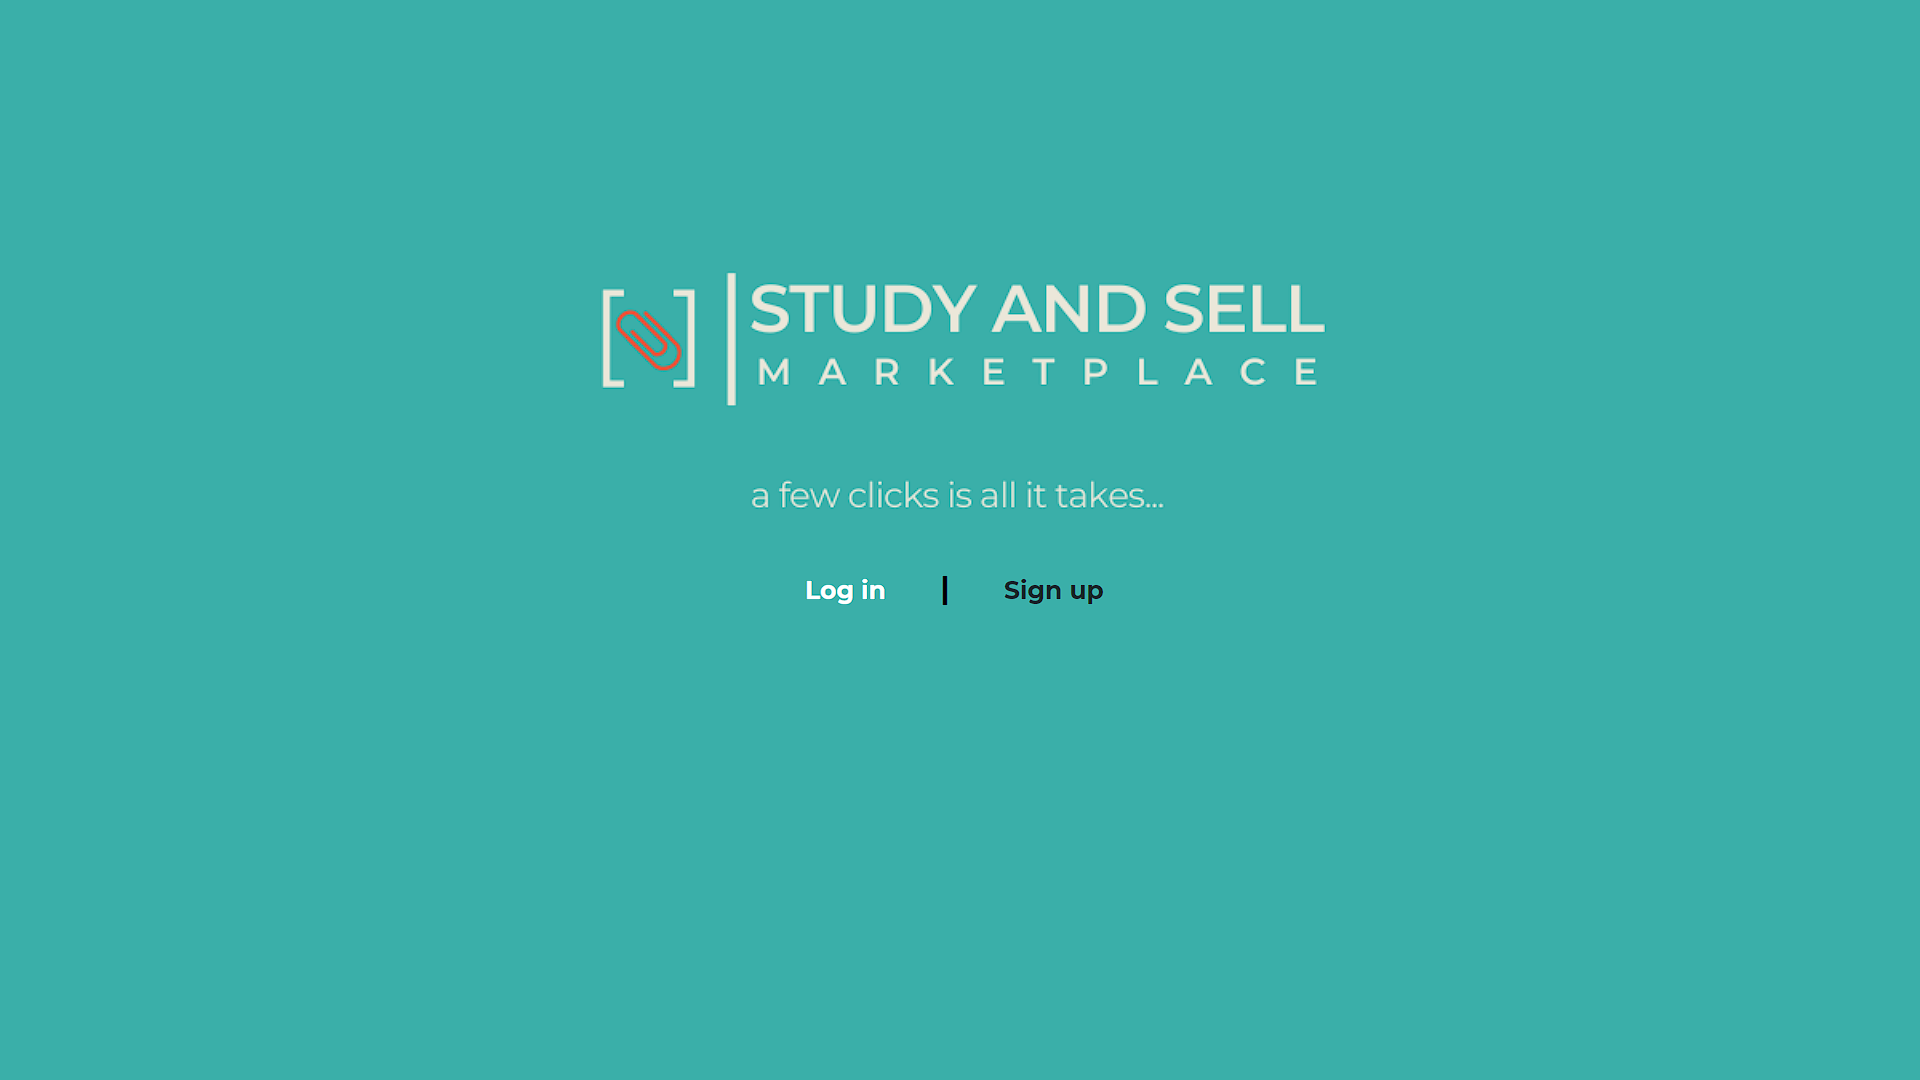 STUDY AND SELL
MARKETPLACE
a few clicks is all it takes...
Log in | Sign up